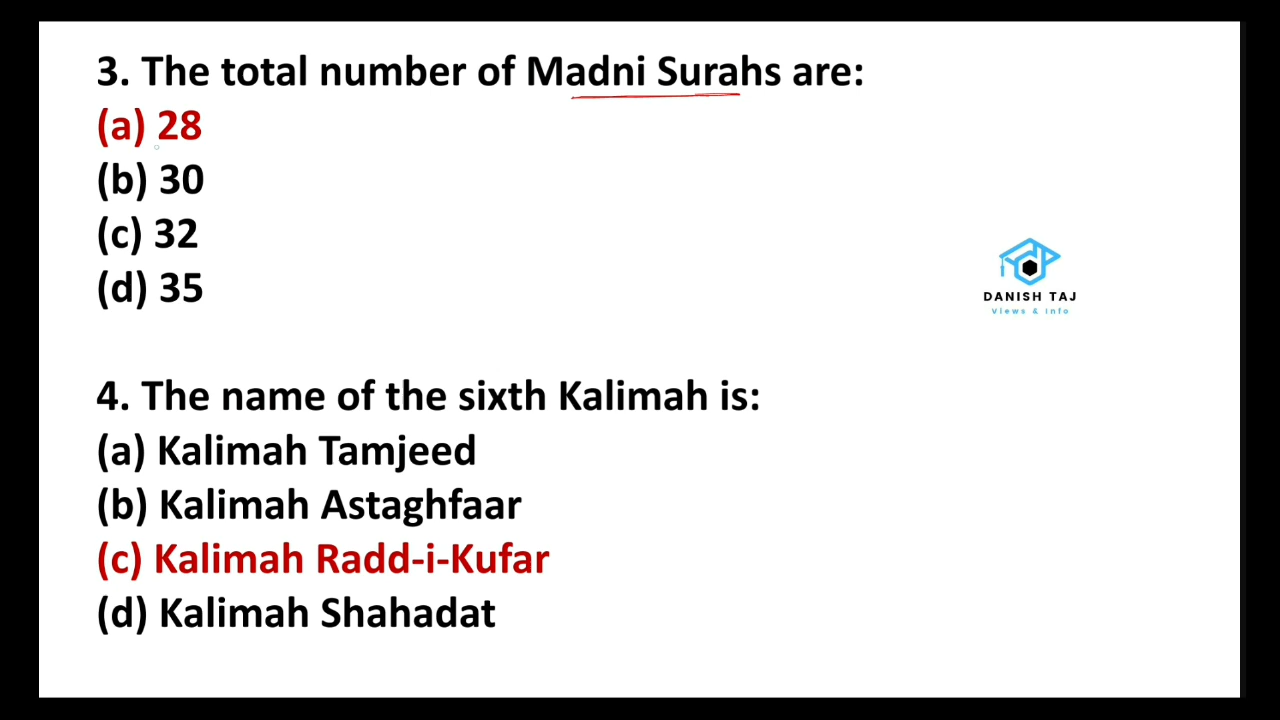 3. The total number of Madni Surahs are:
(a) 28
(b) 30
(c) 32
(d) 35
DANISH TAJ
Views & info
4. The name of the sixth Kalimah is:
(a) Kalimah Tamjeed
(b) Kalimah Astaghfaar
(c) Kalimah Radd-i-Kufar
(d) Kalimah Shahadat